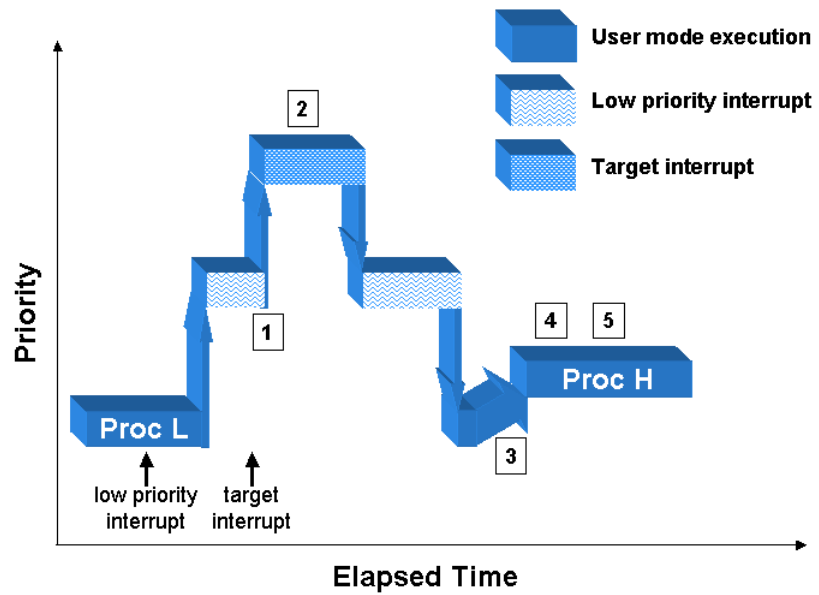 User mode execution
Low priority interrupt
Target interrupt
2
1
4 5
3
Proc L
Proc H
low priority
interrupt
target
interrupt
Priority
Elapsed Time